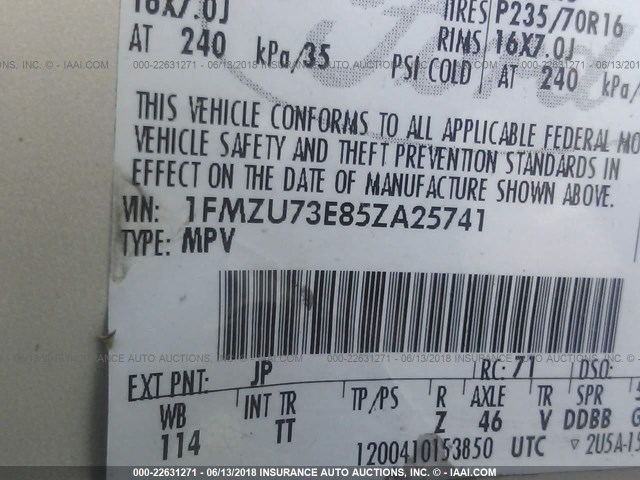 16X7.0J TIRES P235/70R16
AT 240 kPa/35 RIMS 16X7.0J
PSI COLD AT 240 kPa/
Ford
000-22631271 - 06/13/2018 INSURANCE AUTO AUCTIONS, INC. - © IAAI.COM
THIS VEHICLE CONFORMS TO ALL APPLICABLE FEDERAL MO
VEHICLE SAFETY AND THEFT PREVENTION STANDARDS IN
EFFECT ON THE DATE OF MANUFACTURE SHOWN ABOVE.
VIN: 1FMZU73E85ZA25741
TYPE: MPV
000-22631271 - 06/13/2018 INSURANCE AUTO AUCTIONS, INC. - © IAAI.COM
EXT PNT: JP RC: 71 DSO:
WB INT TR TP/PS R AXLE TR SPR
114 TT Z 46 V DDBB G
1200410153850 UTC ▽ 2U5A-15
000-22631271 - 06/13/2018 INSURANCE AUTO AUCTIONS, INC. - © IAAI.COM